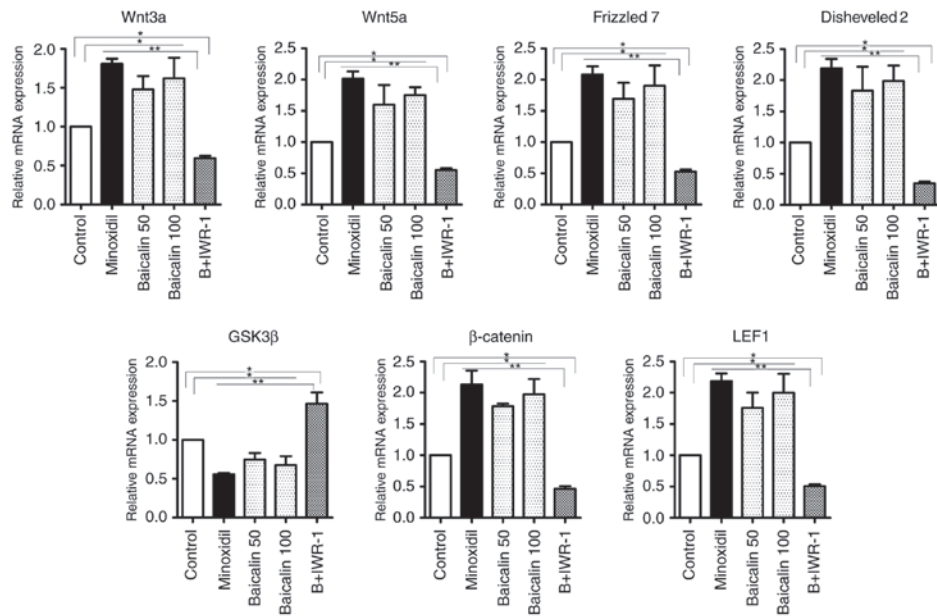 Wnt3a
Relative mRNA expression
2.0
1.5
1.0
0.5
0.0
*
*
**
Control
Minoxidil
Baicalin 50
Baicalin 100
B+IWR-1
Wnt5a
Relative mRNA expression
2.5
2.0
1.5
1.0
0.5
0.0
*
*
**
Control
Minoxidil
Baicalin 50
Baicalin 100
B+IWR-1
Frizzled 7
Relative mRNA expression
2.5
2.0
1.5
1.0
0.5
0.0
*
*
**
Control
Minoxidil
Baicalin 50
Baicalin 100
B+IWR-1
Disheveled 2
Relative mRNA expression
2.5
2.0
1.5
1.0
0.5
0.0
*
*
**
Control
Minoxidil
Baicalin 50
Baicalin 100
B+IWR-1
GSK3β
Relative mRNA expression
2.0
1.5
1.0
0.5
0.0
*
*
**
Control
Minoxidil
Baicalin 50
Baicalin 100
B+IWR-1
β-catenin
Relative mRNA expression
2.5
2.0
1.5
1.0
0.5
0.0
*
*
**
Control
Minoxidil
Baicalin 50
Baicalin 100
B+IWR-1
LEF1
Relative mRNA expression
2.5
2.0
1.5
1.0
0.5
0.0
*
*
**
Control
Minoxidil
Baicalin 50
Baicalin 100
B+IWR-1